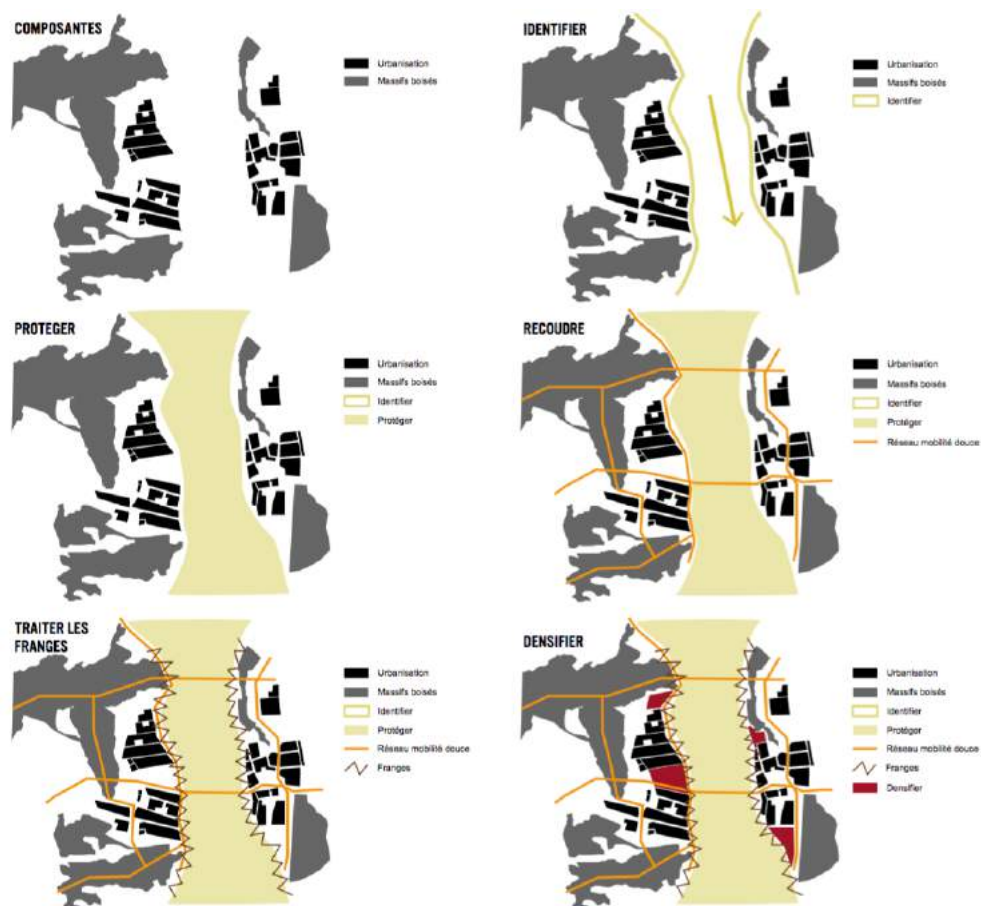 COMPOSANTES
Urbanisation
Massifs boisés
IDENTIFIER
Urbanisation
Massifs boisés
Identifier
PROTEGER
Urbanisation
Massifs boisés
Identifier
Protéger
RECOUDRE
Urbanisation
Massifs boisés
Identifier
Protéger
Réseau mobilité douce
TRAITER LES
FRANGES
Urbanisation
Massifs boisés
Identifier
Protéger
Réseau mobilité douce
Franges
DENSIFIER
Urbanisation
Massifs boisés
Identifier
Protéger
Réseau mobilité douce
Franges
Densifier